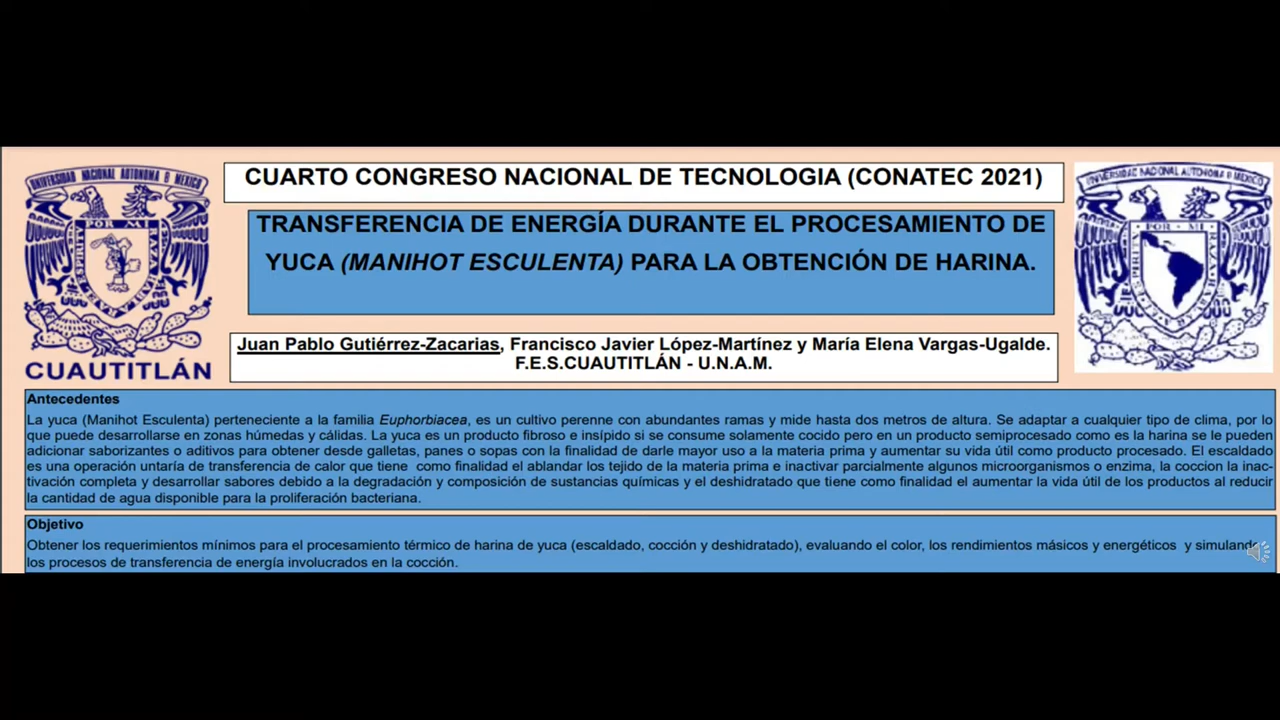 UNIVERSIDAD NACIONAL AUTONOMA DE MEXICO
POR MI
CUAUTITLÁN
CUARTO CONGRESO NACIONAL DE TECNOLOGIA (CONATEC 2021)
TRANSFERENCIA DE ENERGÍA DURANTE EL PROCESAMIENTO DE
YUCA (MANIHOT ESCULENTA) PARA LA OBTENCIÓN DE HARINA.
Juan Pablo Gutiérrez-Zacarias, Francisco Javier López-Martínez y María Elena Vargas-Ugalde.
F.E.S.CUAUTITLÁN - U.N.A.M.
UNIVERSIDAD NACIONAL AUTONOMA DE MEXICO
POR MI
Antecedentes
La yuca (Manihot Esculenta) perteneciente a la familia Euphorbiacea, es un cultivo perenne con abundantes ramas y mide hasta dos metros de altura. Se adaptar a cualquier tipo de clima, por lo
que puede desarrollarse en zonas húmedas y cálidas. La yuca es un producto fibroso e insípido si se consume solamente cocido pero en un producto semiprocesado como es la harina se le pueden
adicionar saborizantes o aditivos para obtener desde galletas, panes o sopas con la finalidad de darle mayor uso a la materia prima y aumentar su vida útil como producto procesado. El escaldado
es una operación untaría de transferencia de calor que tiene como finalidad el ablandar los tejido de la materia prima e inactivar parcialmente algunos microorganismos o enzima, la coccion la inac-
tivación completa y desarrollar sabores debido a la degradación y composición de sustancias químicas y el deshidratado que tiene como finalidad el aumentar la vida útil de los productos al reducir
la cantidad de agua disponible para la proliferación bacteriana.
Objetivo
Obtener los requerimientos mínimos para el procesamiento térmico de harina de yuca (escaldado, cocción y deshidratado), evaluando el color, los rendimientos másicos y energéticos y simulando
los procesos de transferencia de energía involucrados en la cocción.